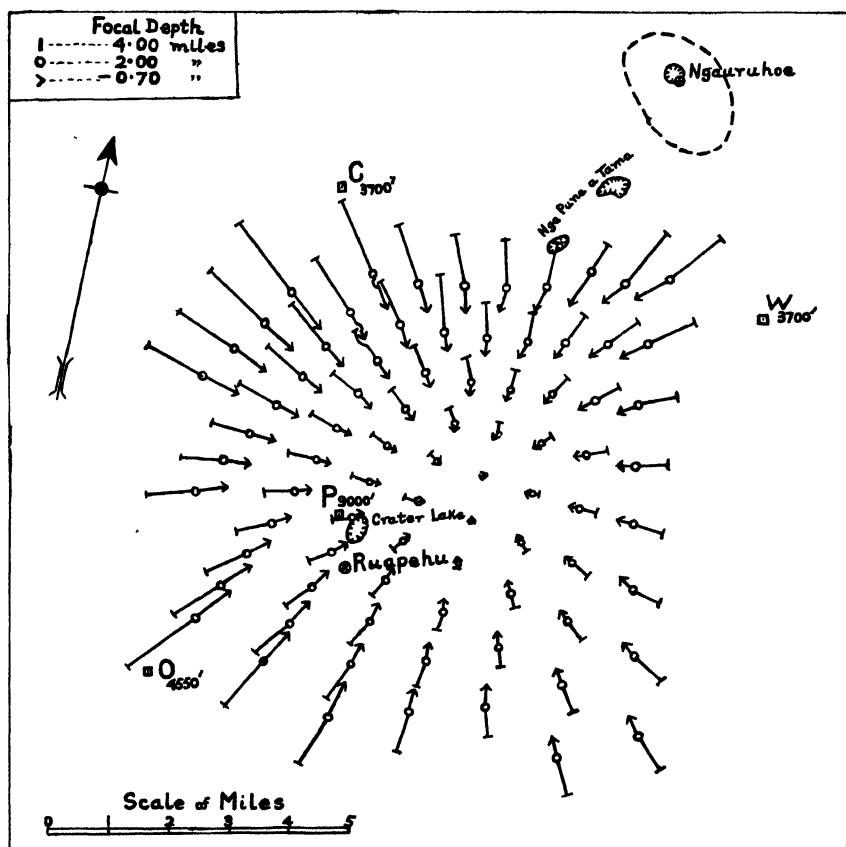 Focal Depth
I ------- 4·00 miles
o ------- 2·00 "
> ------- 0·70 "
Ngauruhoe
Nga Puna a Tama
C 3700'
W 3700'
P 9000'
Crater Lake
Ruapehu
O 4550'
Scale of Miles
0 1 2 3 4 5